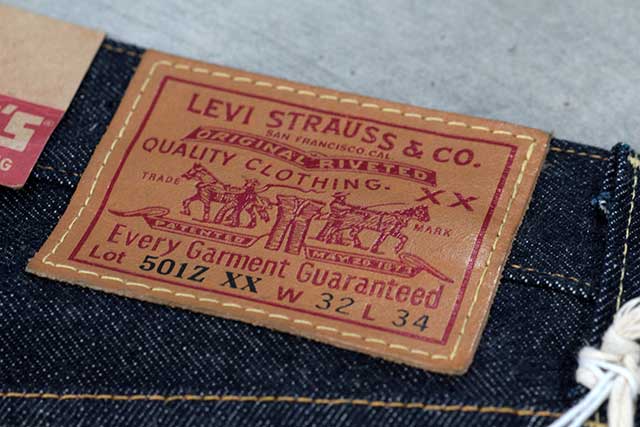 'S
NG
LEVI STRAUSS & CO.
SAN FRANCISCO, CAL.
ORIGINAL RIVETED
QUALITY CLOTHING.
XX
TRADE MARK
PATENTED MAY 20 1873
Every Garment Guaranteed
Lot 501Z XX W 32 L 34